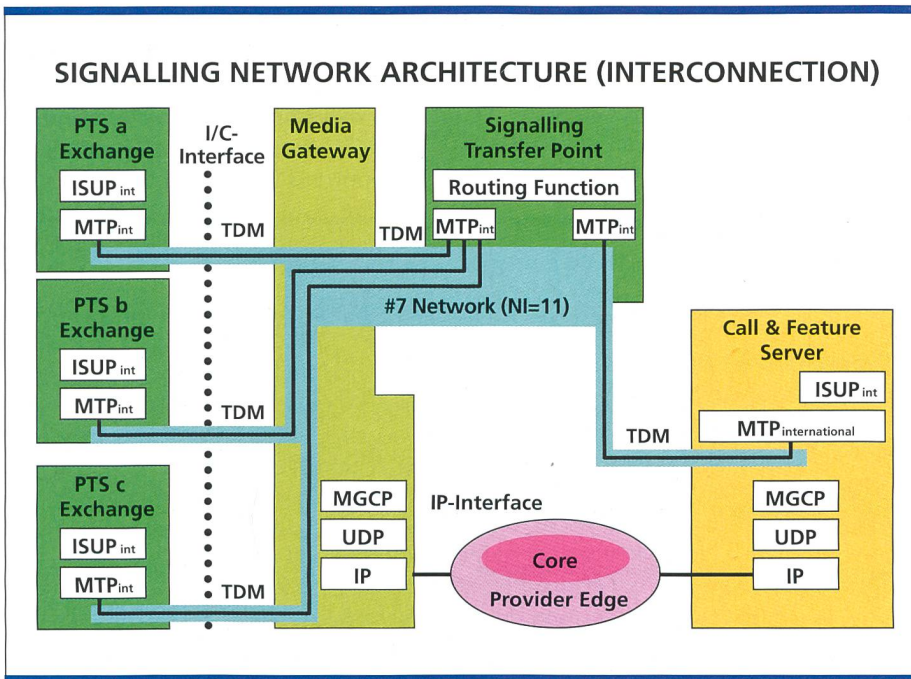 SIGNALLING NETWORK ARCHITECTURE (INTERCONNECTION)
PTS a
Exchange
ISUP int
MTPint
I/C-
Interface
TDM
Media
Gateway
TDM
Signalling
Transfer Point
Routing Function
MTPint
MTPint
#7 Network (NI=11)
PTS b
Exchange
ISUP int
MTPint
TDM
Call & Feature
Server
ISUP int
MTPinternational
TDM
PTS c
Exchange
ISUP int
MTPint
TDM
MGCP
UDP
IP
IP-Interface
Core
Provider Edge
MGCP
UDP
IP